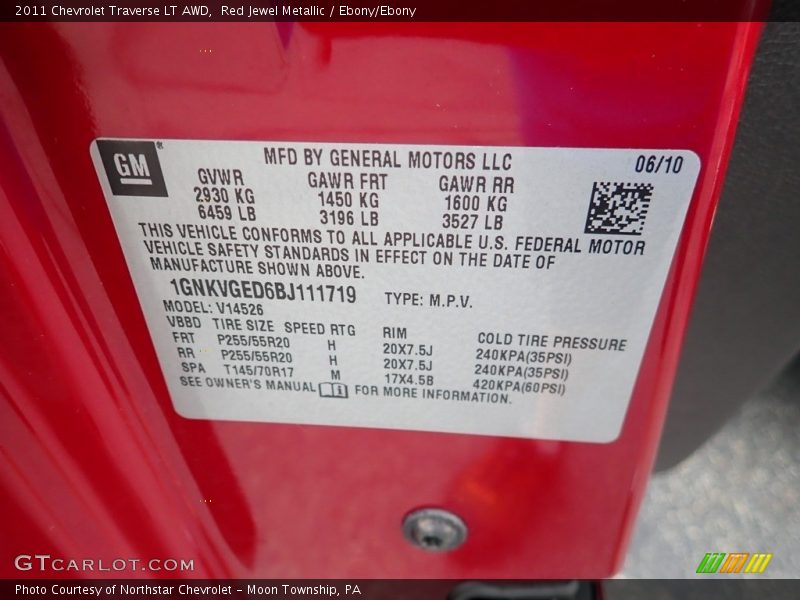 2011 Chevrolet Traverse LT AWD,  Red Jewel Metallic / Ebony/Ebony
GM®
MFD BY GENERAL MOTORS LLC 06/10
GVWR GAWR FRT GAWR RR
2930 KG 1450 KG 1600 KG
6459 LB 3196 LB 3527 LB
THIS VEHICLE CONFORMS TO ALL APPLICABLE U.S. FEDERAL MOTOR
VEHICLE SAFETY STANDARDS IN EFFECT ON THE DATE OF
MANUFACTURE SHOWN ABOVE.
1GNKVGED6BJ111719 TYPE: M.P.V.
MODEL: V14526
VBBD TIRE SIZE SPEED RTG RIM COLD TIRE PRESSURE
FRT P255/55R20 H 20X7.5J 240KPA(35PSI)
RR P255/55R20 H 20X7.5J 240KPA(35PSI)
SPA T145/70R17 M 17X4.5B 420KPA(60PSI)
SEE OWNER'S MANUAL FOR MORE INFORMATION.
GTCARLOT.COM
Photo Courtesy of Northstar Chevrolet - Moon Township, PA